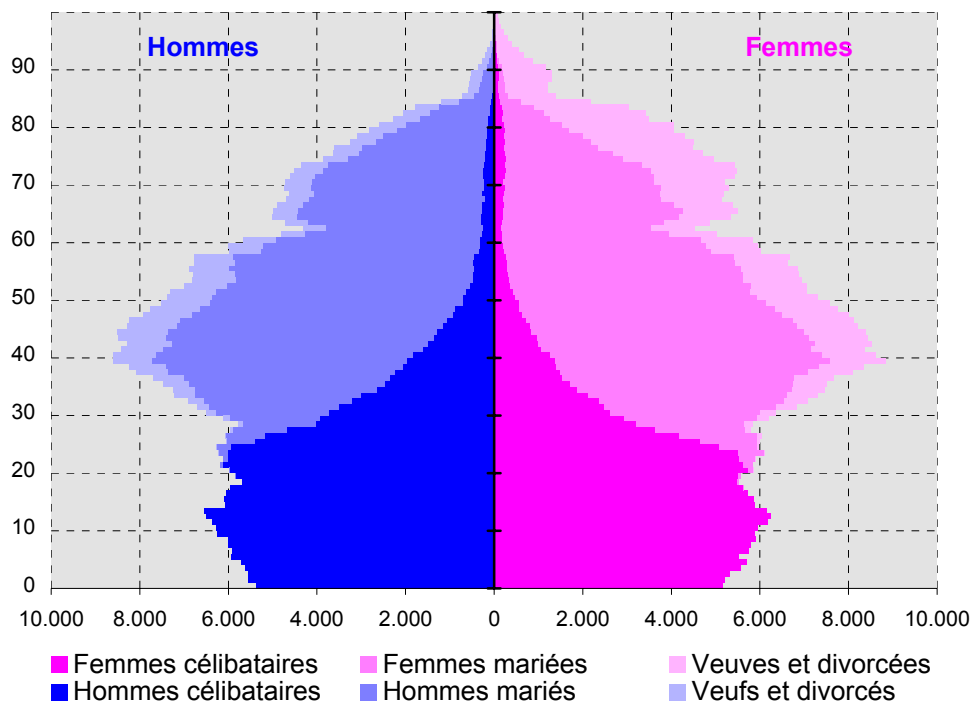 Hommes Femmes
90
80
70
60
50
40
30
20
10
0
10.000 8.000 6.000 4.000 2.000 0 2.000 4.000 6.000 8.000 10.000
Femmes célibataires Femmes mariées Veuves et divorcées
Hommes célibataires Hommes mariés Veufs et divorcés